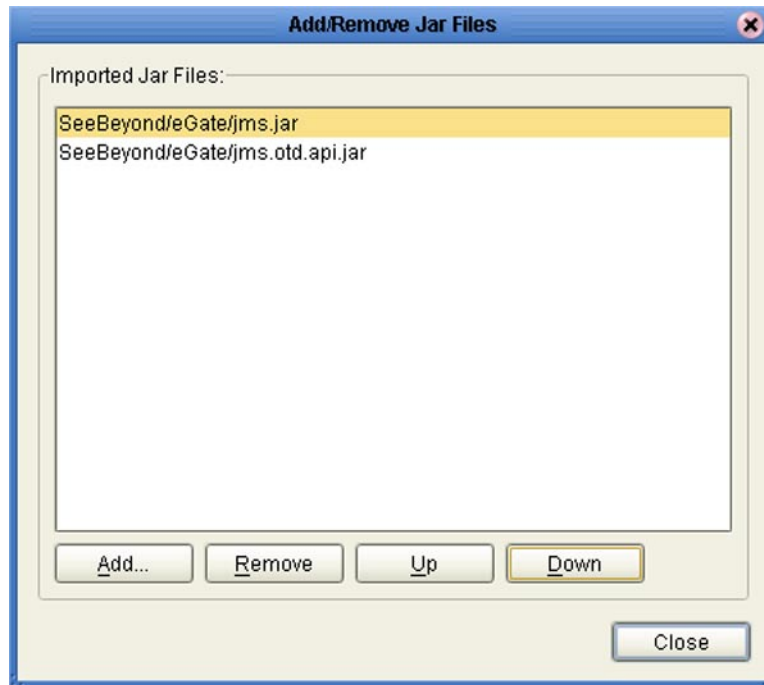 Add/Remove Jar Files
Imported Jar Files:
SeeBeyond/eGate/jms.jar
SeeBeyond/eGate/jms.otd.api.jar
Add...
Remove
Up
Down
Close